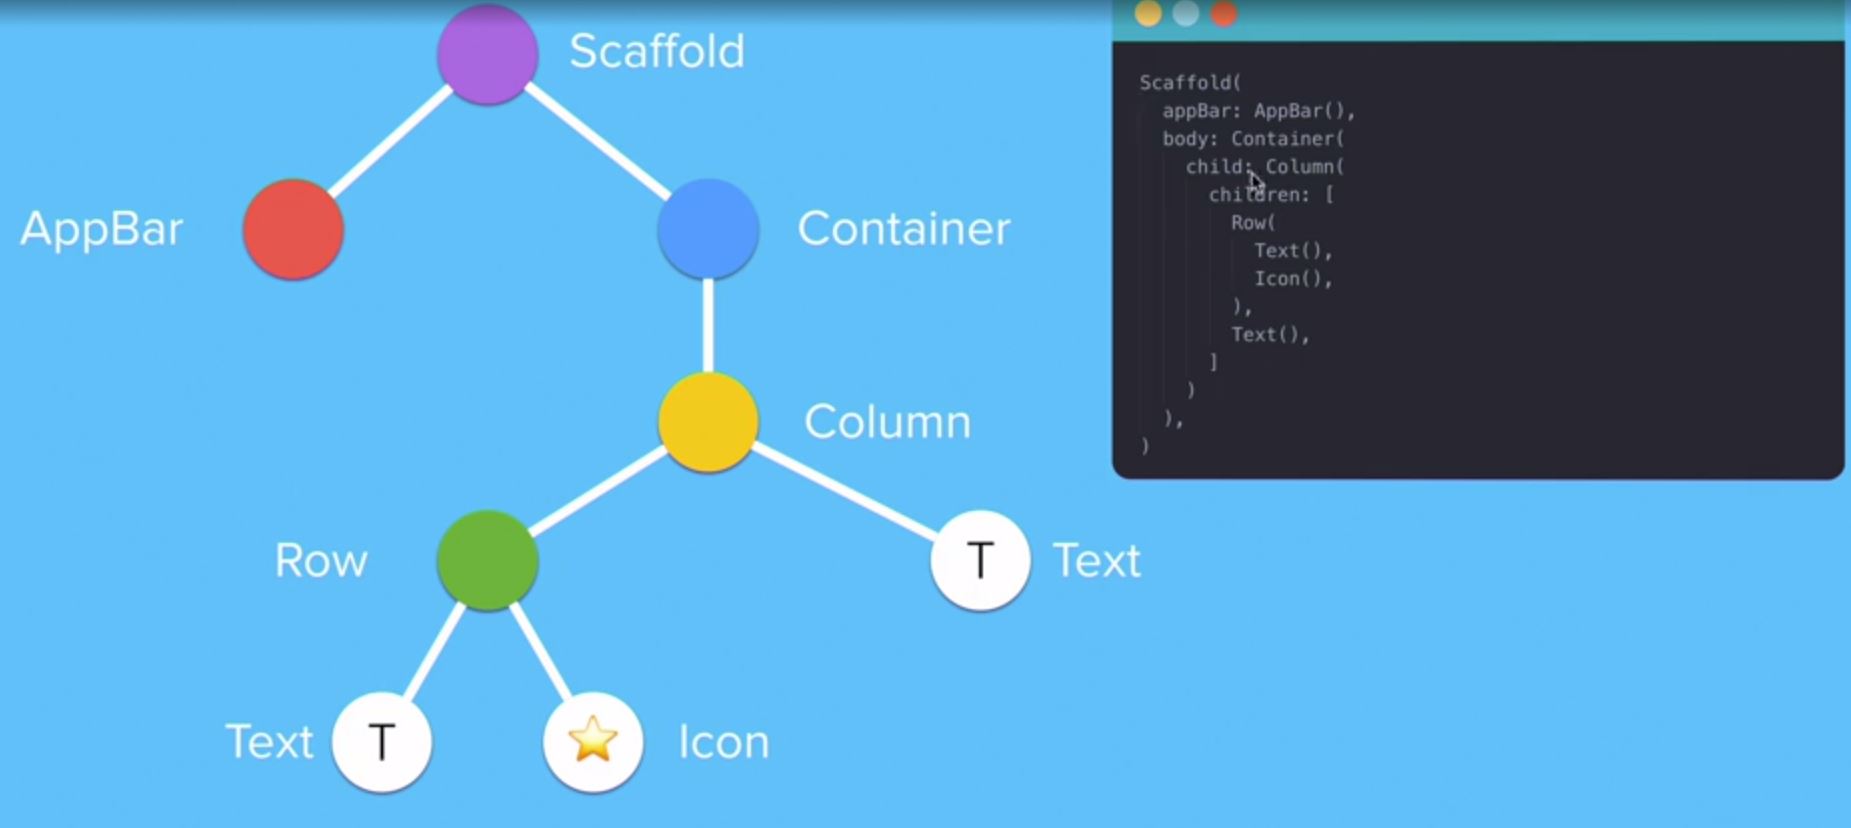 Scaffold
AppBar
Container
Column
Row
T
Text
Text
T
Icon
Scaffold(
  appBar: AppBar(),
  body: Container(
    child: Column(
      children: [
        Row(
          Text(),
          Icon(),
        ),
        Text(),
      ]
    )
  ),
)